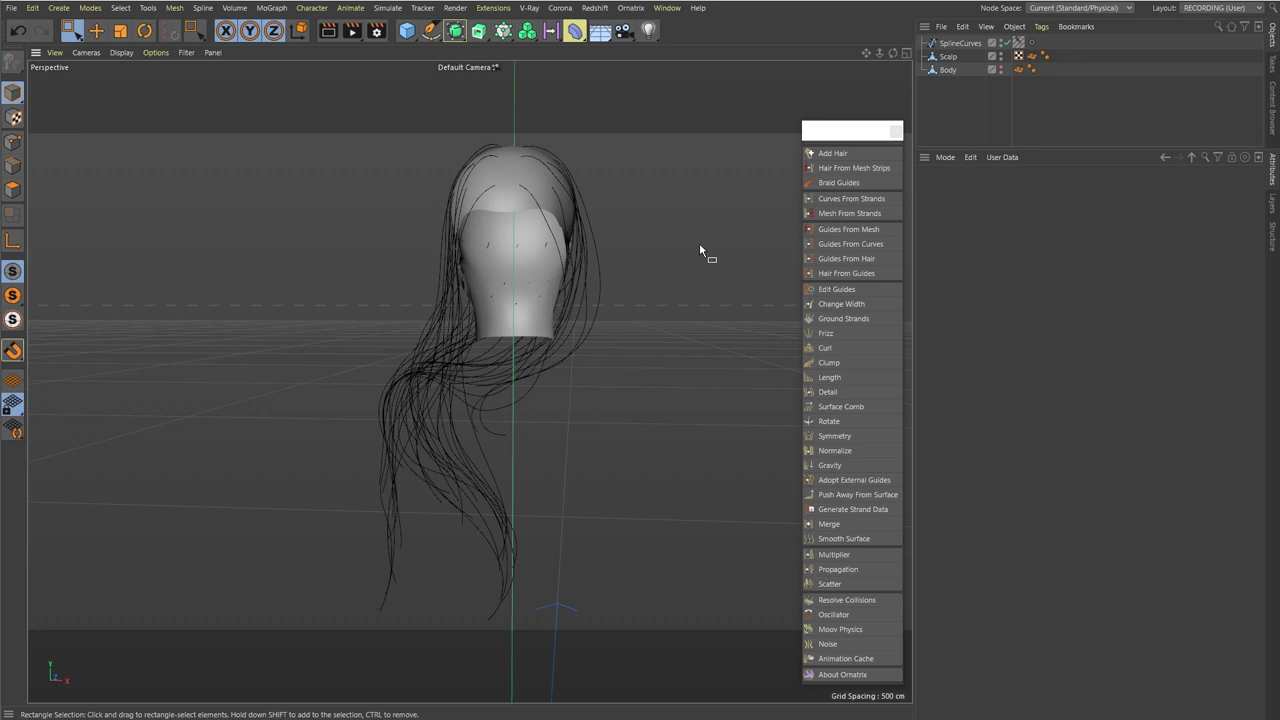 File Edit Create Modes Select Tools Mesh Spline Volume MoGraph Character Animate Simulate Tracker Render Extensions V-Ray Corona Redshift Ornatrix Window Help Node Space: Current (Standard/Physical) Layout: RECORDING (User)
X Y Z
File Edit View Object Tags Bookmarks
View Cameras Display Options Filter Panel
Perspective
Default Camera
SplineCurves
Scalp
Body
Mode Edit User Data
Objects
Takes
Content Browser
Attributes
Layers
Structure
S
S
S
Add Hair
Hair From Mesh Strips
Braid Guides
Curves From Strands
Mesh From Strands
Guides From Mesh
Guides From Curves
Guides From Hair
Hair From Guides
Edit Guides
Change Width
Ground Strands
Frizz
Curl
Clump
Length
Detail
Surface Comb
Rotate
Symmetry
Normalize
Gravity
Adopt External Guides
Push Away From Surface
Generate Strand Data
Merge
Smooth Surface
Multiplier
Propagation
Scatter
Resolve Collisions
Oscillator
Moov Physics
Noise
Animation Cache
About Ornatrix
Y
Z X
Grid Spacing : 500 cm
Rectangle Selection: Click and drag to rectangle-select elements. Hold down SHIFT to add to the selection, CTRL to remove.